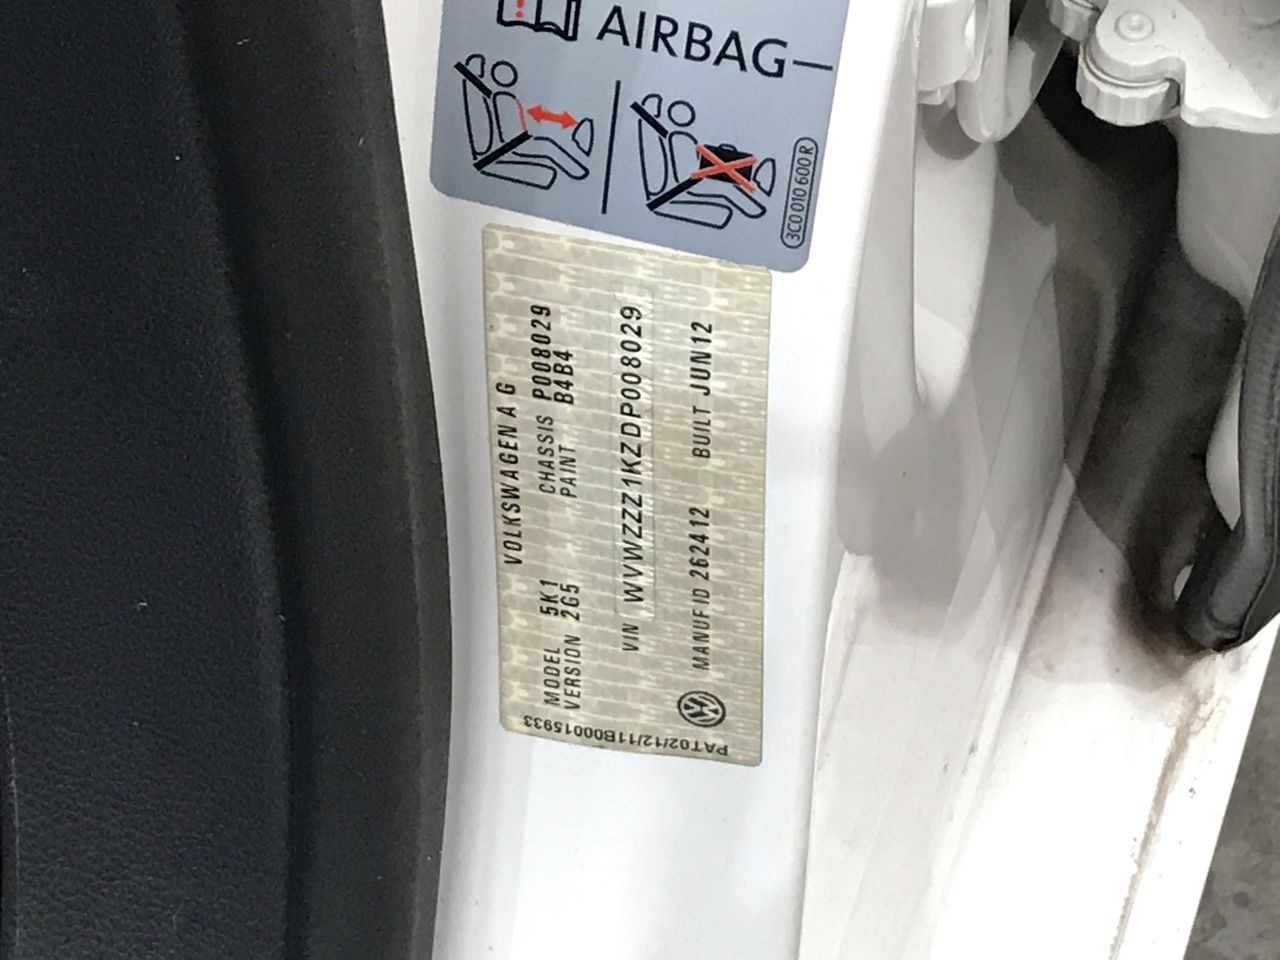 AIRBAG
3C0 010 600 R
VOLKSWAGEN A G
MODEL 5K1 CHASSIS P008029
VERSION 2G5 PAINT B4B4
VIN WVWZZZ1KZDP008029
MANUF ID 262412 BUILT JUN12
PAT02/12/11B000015933